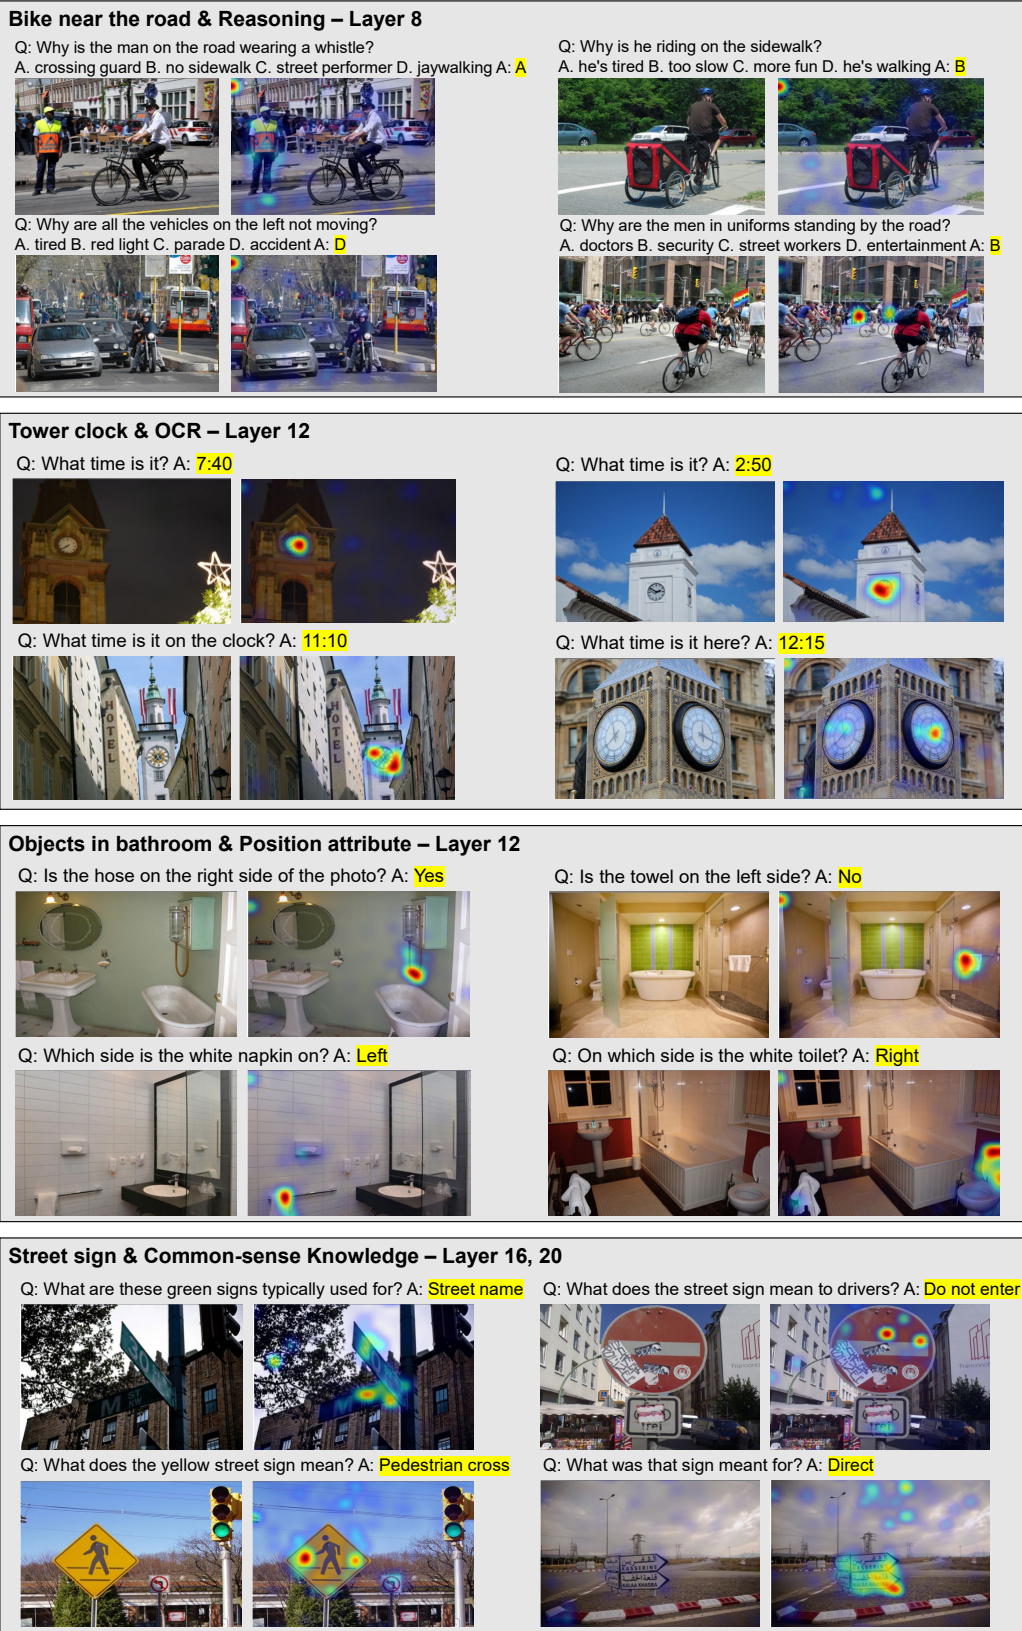 Bike near the road & Reasoning – Layer 8
Q: Why is the man on the road wearing a whistle?
A. crossing guard B. no sidewalk C. street performer D. jaywalking A: A
Q: Why is he riding on the sidewalk?
A. he's tired B. too slow C. more fun D. he's walking A: B
Q: Why are all the vehicles on the left not moving?
A. tired B. red light C. parade D. accident A: D
Q: Why are the men in uniforms standing by the road?
A. doctors B. security C. street workers D. entertainment A: B
Tower clock & OCR – Layer 12
Q: What time is it? A: 7:40
Q: What time is it? A: 2:50
Q: What time is it on the clock? A: 11:10
HOTEL
HOTEL
Q: What time is it here? A: 12:15
Objects in bathroom & Position attribute – Layer 12
Q: Is the hose on the right side of the photo? A: Yes
Q: Is the towel on the left side? A: No
Q: Which side is the white napkin on? A: Left
Q: On which side is the white toilet? A: Right
Street sign & Common-sense Knowledge – Layer 16, 20
Q: What are these green signs typically used for? A: Street name
Q: What does the street sign mean to drivers? A: Do not enter
frei
Q: What does the yellow street sign mean? A: Pedestrian cross
Q: What was that sign meant for? A: Direct
القصرين
KASSERINE
قلعة الخصبة
KALAA KHASBA